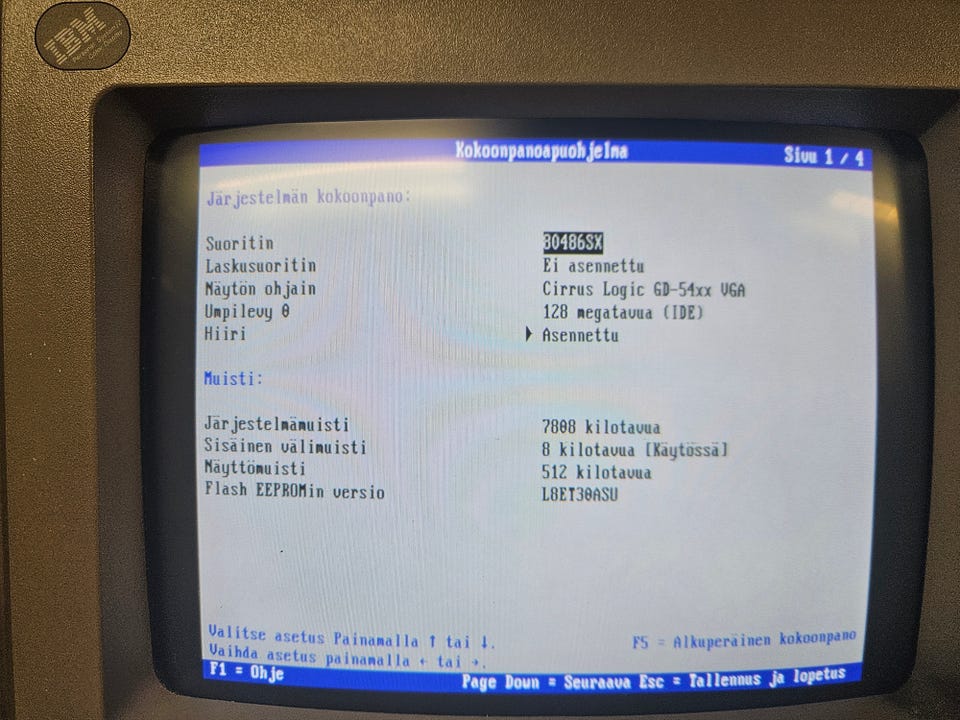 IBM
Kokoonpanoapuohjelma Sivu 1 / 4
Järjestelmän kokoonpano:
Suoritin 80486SX
Laskusuoritin Ei asennettu
Näytön ohjain Cirrus Logic GD-54xx VGA
Umpilevy 0 128 megatavua (IDE)
Hiiri Asennettu
Muisti:
Järjestelmämuisti 7808 kilotavua
Sisäinen välimuisti 8 kilotavua [Käytössä]
Näyttömuisti 512 kilotavua
Flash EEPROMin versio L8ET30ASU
Valitse asetus Painamalla ↑ tai ↓. F5 = Alkuperäinen kokoonpano
Vaihda asetus painamalla ← tai →.
F1 = Ohje Page Down = Seuraava Esc = Tallennus ja lopetus